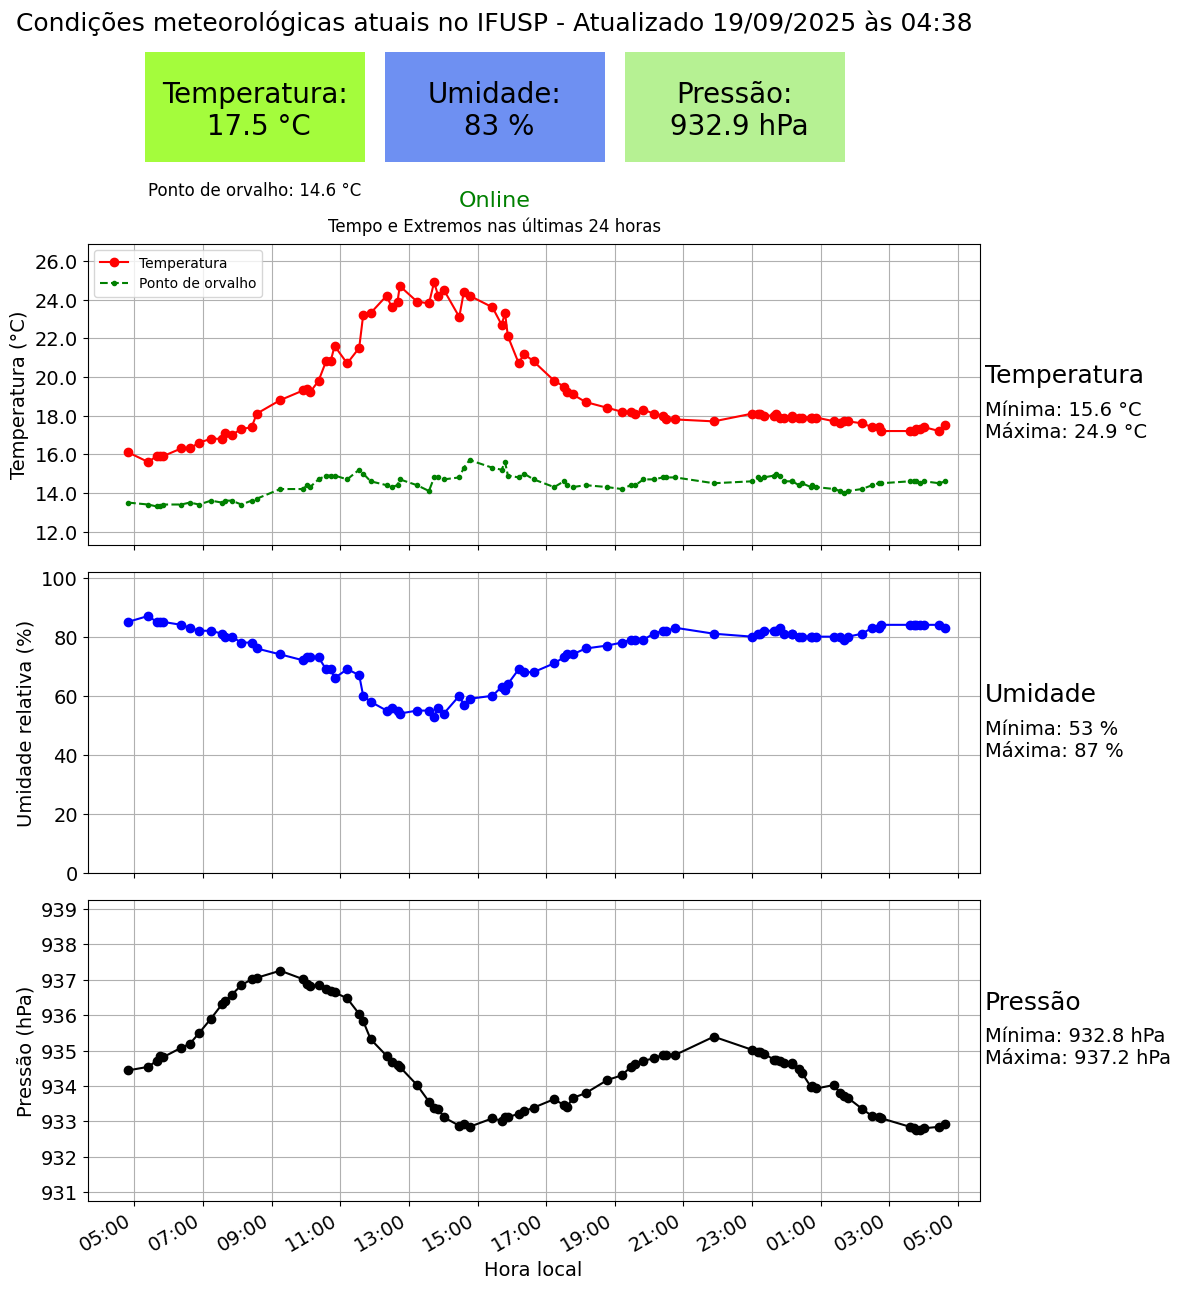 Condições meteorológicas atuais no IFUSP - Atualizado 19/09/2025 às 04:38
Temperatura:
17.5 °C
Umidade:
83 %
Pressão:
932.9 hPa
Ponto de orvalho: 14.6 °C
Online
Tempo e Extremos nas últimas 24 horas
Temperatura
Ponto de orvalho
Temperatura (°C)
26.0
24.0
22.0
20.0
18.0
16.0
14.0
12.0
Temperatura
Mínima: 15.6 °C
Máxima: 24.9 °C
Umidade relativa (%)
100
80
60
40
20
0
Umidade
Mínima: 53 %
Máxima: 87 %
Pressão (hPa)
939
938
937
936
935
934
933
932
931
Pressão
Mínima: 932.8 hPa
Máxima: 937.2 hPa
05:00
07:00
09:00
11:00
13:00
15:00
17:00
19:00
21:00
23:00
01:00
03:00
05:00
Hora local